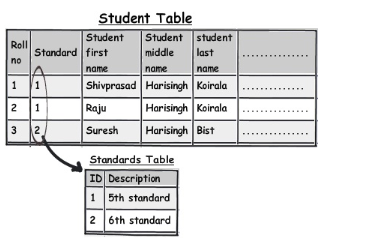 Student Table
Roll no Standard Student first name Student middle name student last name ..............
1 1 Shivprasad Harisingh Koirala ..............
2 1 Raju Harisingh Koirala ..............
3 2 Suresh Harisingh Bist ..............
Standards Table
ID Description
1 5th standard
2 6th standard